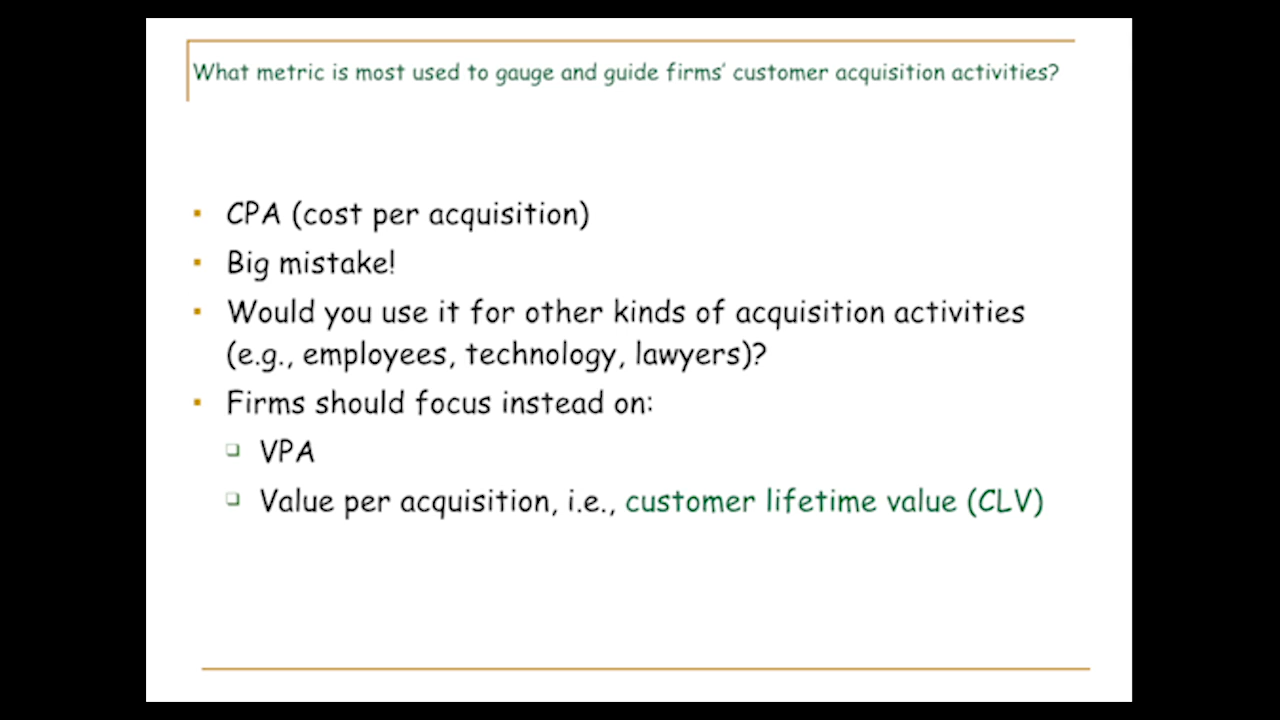 What metric is most used to gauge and guide firms' customer acquisition activities?
▪ CPA (cost per acquisition)
▪ Big mistake!
▪ Would you use it for other kinds of acquisition activities
(e.g., employees, technology, lawyers)?
▪ Firms should focus instead on:
❑ VPA
❑ Value per acquisition, i.e., customer lifetime value (CLV)